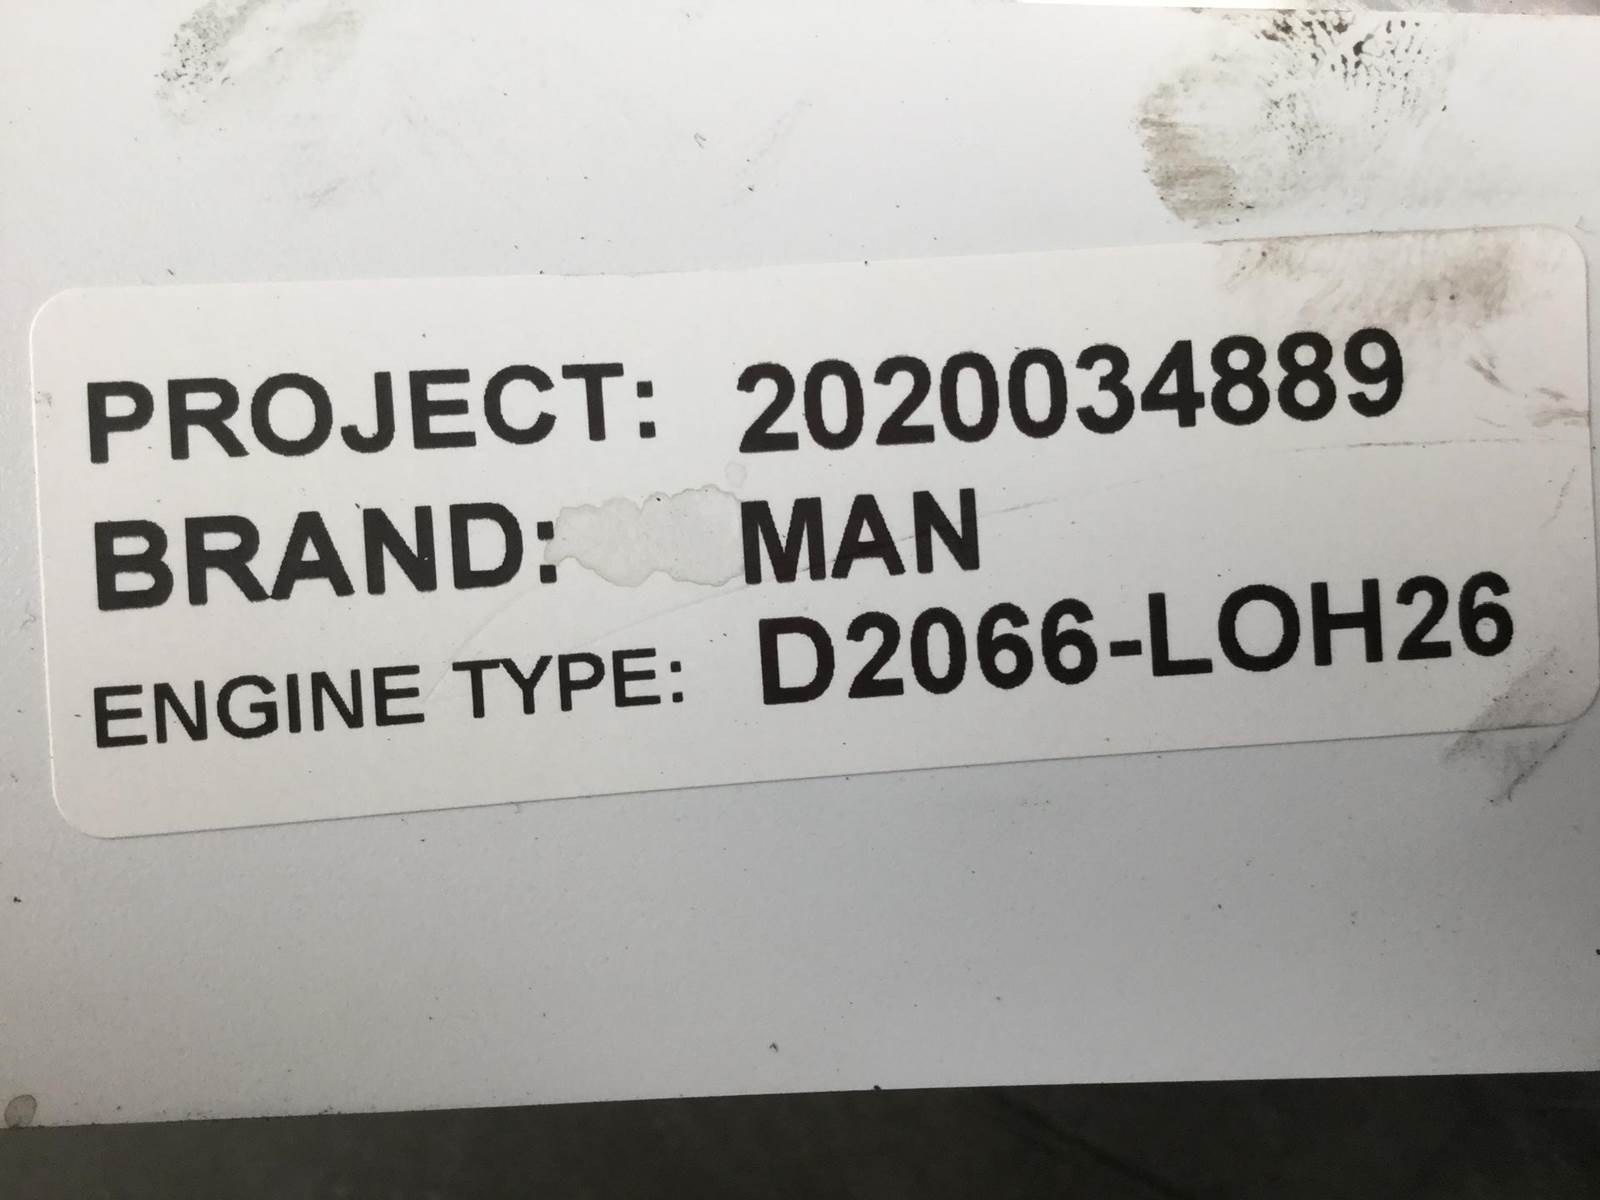 PROJECT: 2020034889
BRAND: MAN
ENGINE TYPE: D2066-LOH26